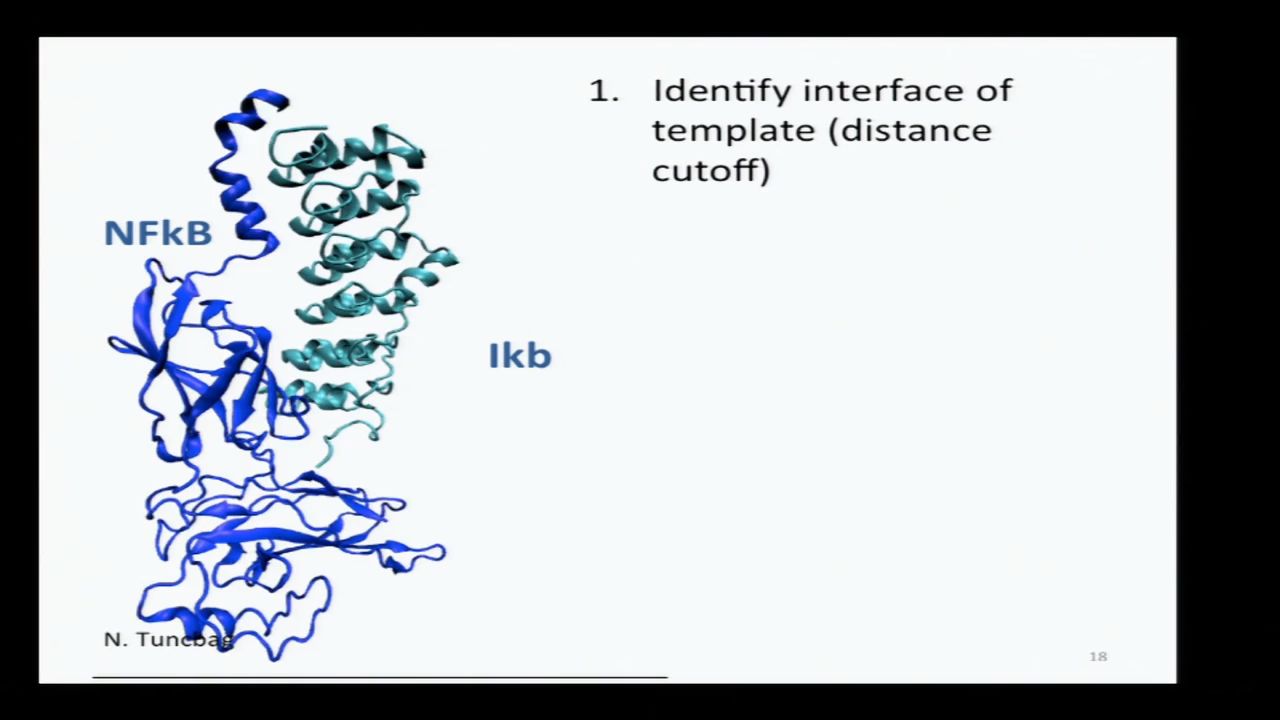 1. Identify interface of
template (distance
cutoff)
NFkB
Ikb
N. Tuncbag
18